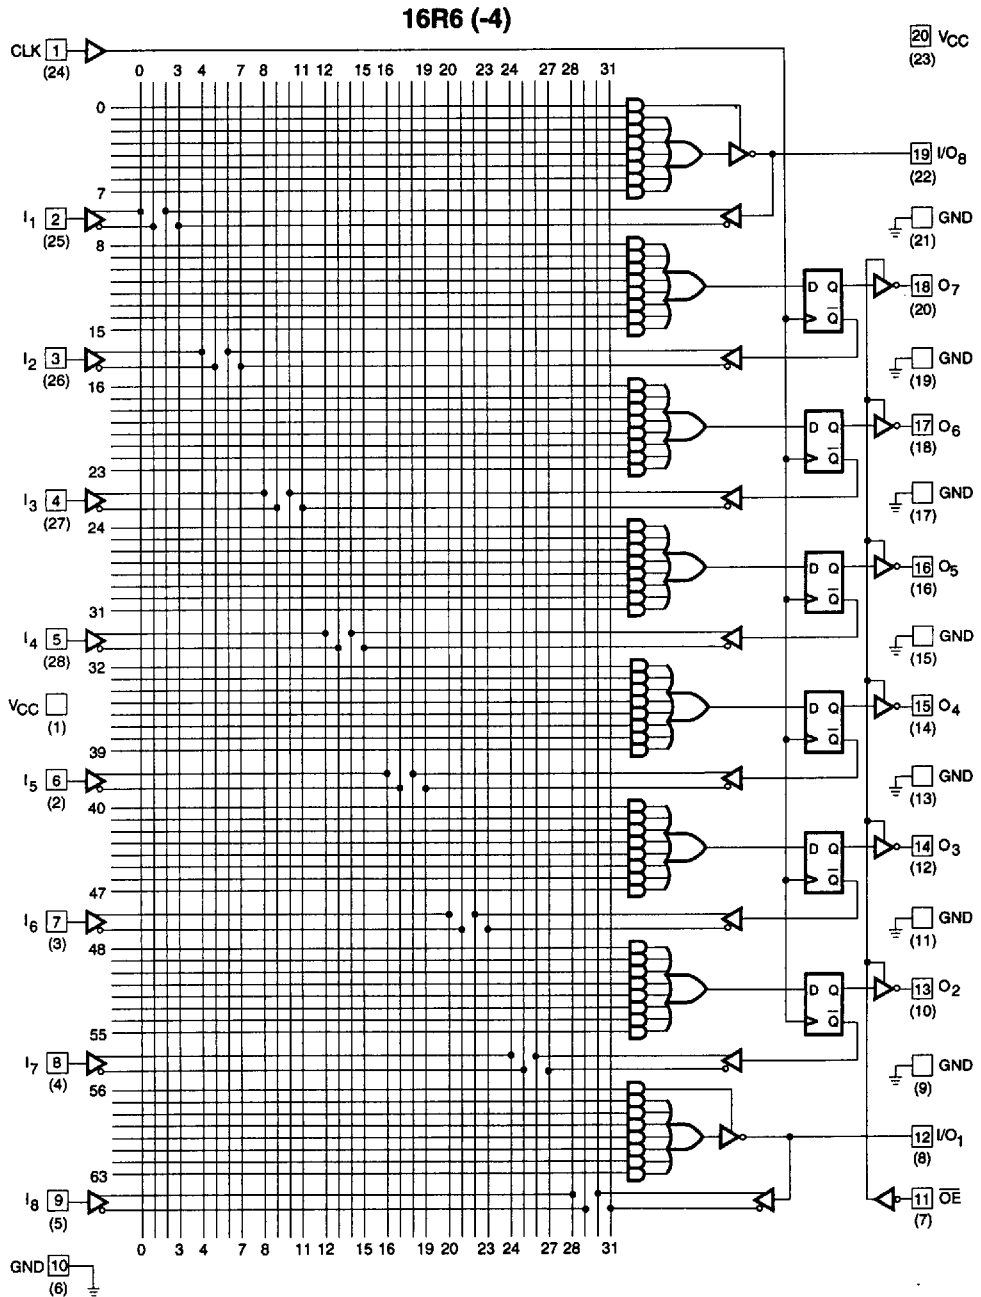 16R6 (-4)
CLK 1 (24)
20 VCC (23)
0 3 4 7 8 11 12 15 16 19 20 23 24 27 28 31
0
19 I/O8 (22)
7
I1 2 (25)
GND (21)
8
D Q Q̅
18 O7 (20)
15
I2 3 (26)
GND (19)
16
D Q Q̅
17 O6 (18)
23
I3 4 (27)
GND (17)
24
D Q Q̅
16 O5 (16)
31
I4 5 (28)
GND (15)
32
VCC (1)
D Q Q̅
15 O4 (14)
39
I5 6 (2)
GND (13)
40
D Q Q̅
14 O3 (12)
47
I6 7 (3)
GND (11)
48
D Q Q̅
13 O2 (10)
55
I7 8 (4)
GND (9)
56
12 I/O1 (8)
63
I8 9 (5)
11 O̅E̅ (7)
0 3 4 7 8 11 12 15 16 19 20 23 24 27 28 31
GND 10 (6)